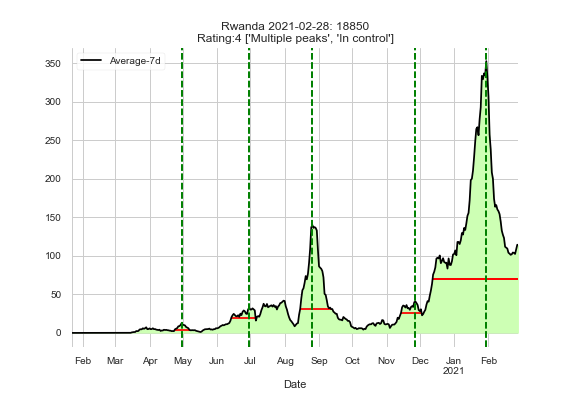 Rwanda 2021-02-28: 18850
Rating:4 ['Multiple peaks', 'In control']
Average-7d
350
300
250
200
150
100
50
0
Feb Mar Apr May Jun Jul Aug Sep Oct Nov Dec Jan Feb
2021
Date